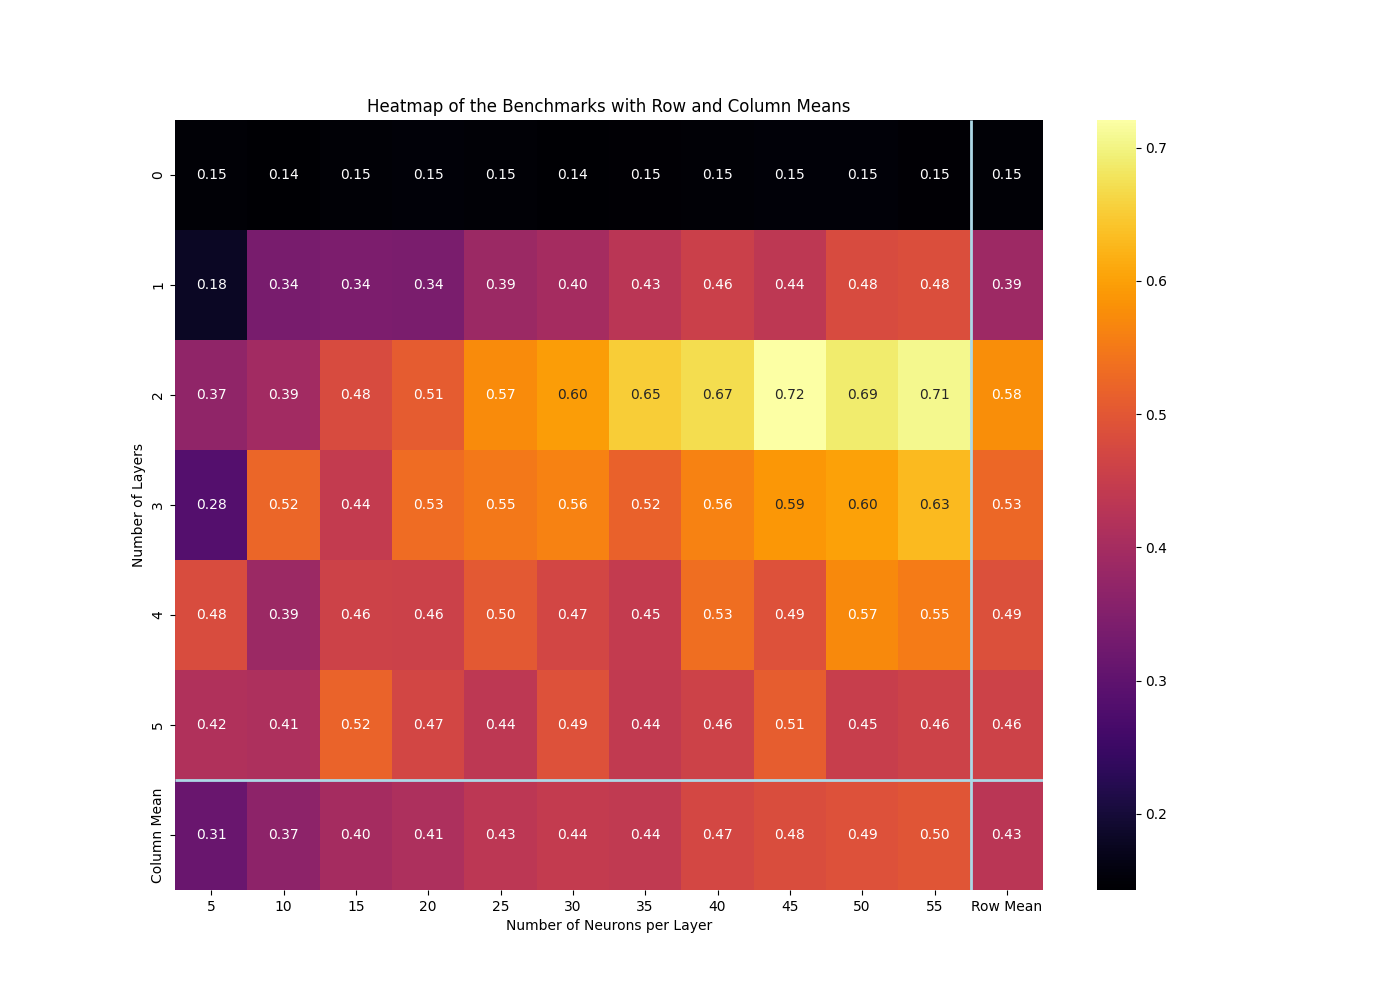 Heatmap of the Benchmarks with Row and Column Means
0 0.15 0.14 0.15 0.15 0.15 0.14 0.15 0.15 0.15 0.15 0.15 0.15
1 0.18 0.34 0.34 0.34 0.39 0.40 0.43 0.46 0.44 0.48 0.48 0.39
2 0.37 0.39 0.48 0.51 0.57 0.60 0.65 0.67 0.72 0.69 0.71 0.58
3 0.28 0.52 0.44 0.53 0.55 0.56 0.52 0.56 0.59 0.60 0.63 0.53
4 0.48 0.39 0.46 0.46 0.50 0.47 0.45 0.53 0.49 0.57 0.55 0.49
5 0.42 0.41 0.52 0.47 0.44 0.49 0.44 0.46 0.51 0.45 0.46 0.46
Column Mean 0.31 0.37 0.40 0.41 0.43 0.44 0.44 0.47 0.48 0.49 0.50 0.43
5 10 15 20 25 30 35 40 45 50 55 Row Mean
Number of Neurons per Layer
Number of Layers
0.7
0.6
0.5
0.4
0.3
0.2